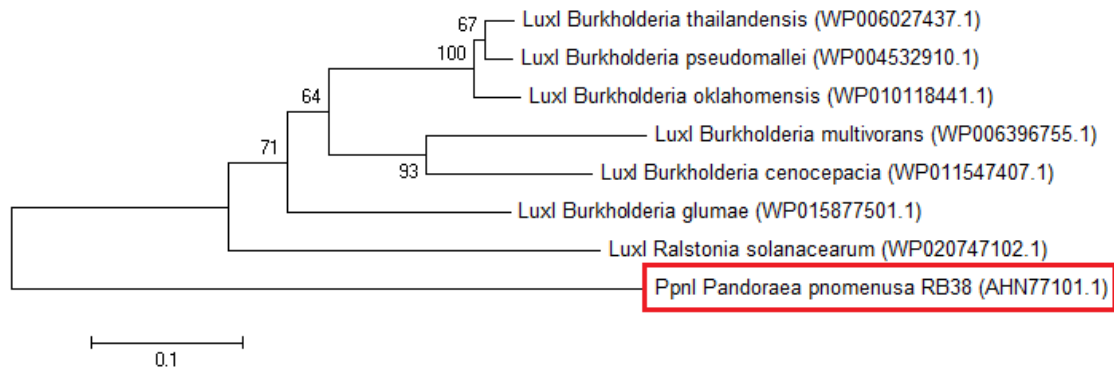 LuxI Burkholderia thailandensis (WP006027437.1)
67
LuxI Burkholderia pseudomallei (WP004532910.1)
100
LuxI Burkholderia oklahomensis (WP010118441.1)
64
LuxI Burkholderia multivorans (WP006396755.1)
71
93
LuxI Burkholderia cenocepacia (WP011547407.1)
LuxI Burkholderia glumae (WP015877501.1)
LuxI Ralstonia solanacearum (WP020747102.1)
PpnI Pandoraea pnomenusa RB38 (AHN77101.1)
0.1